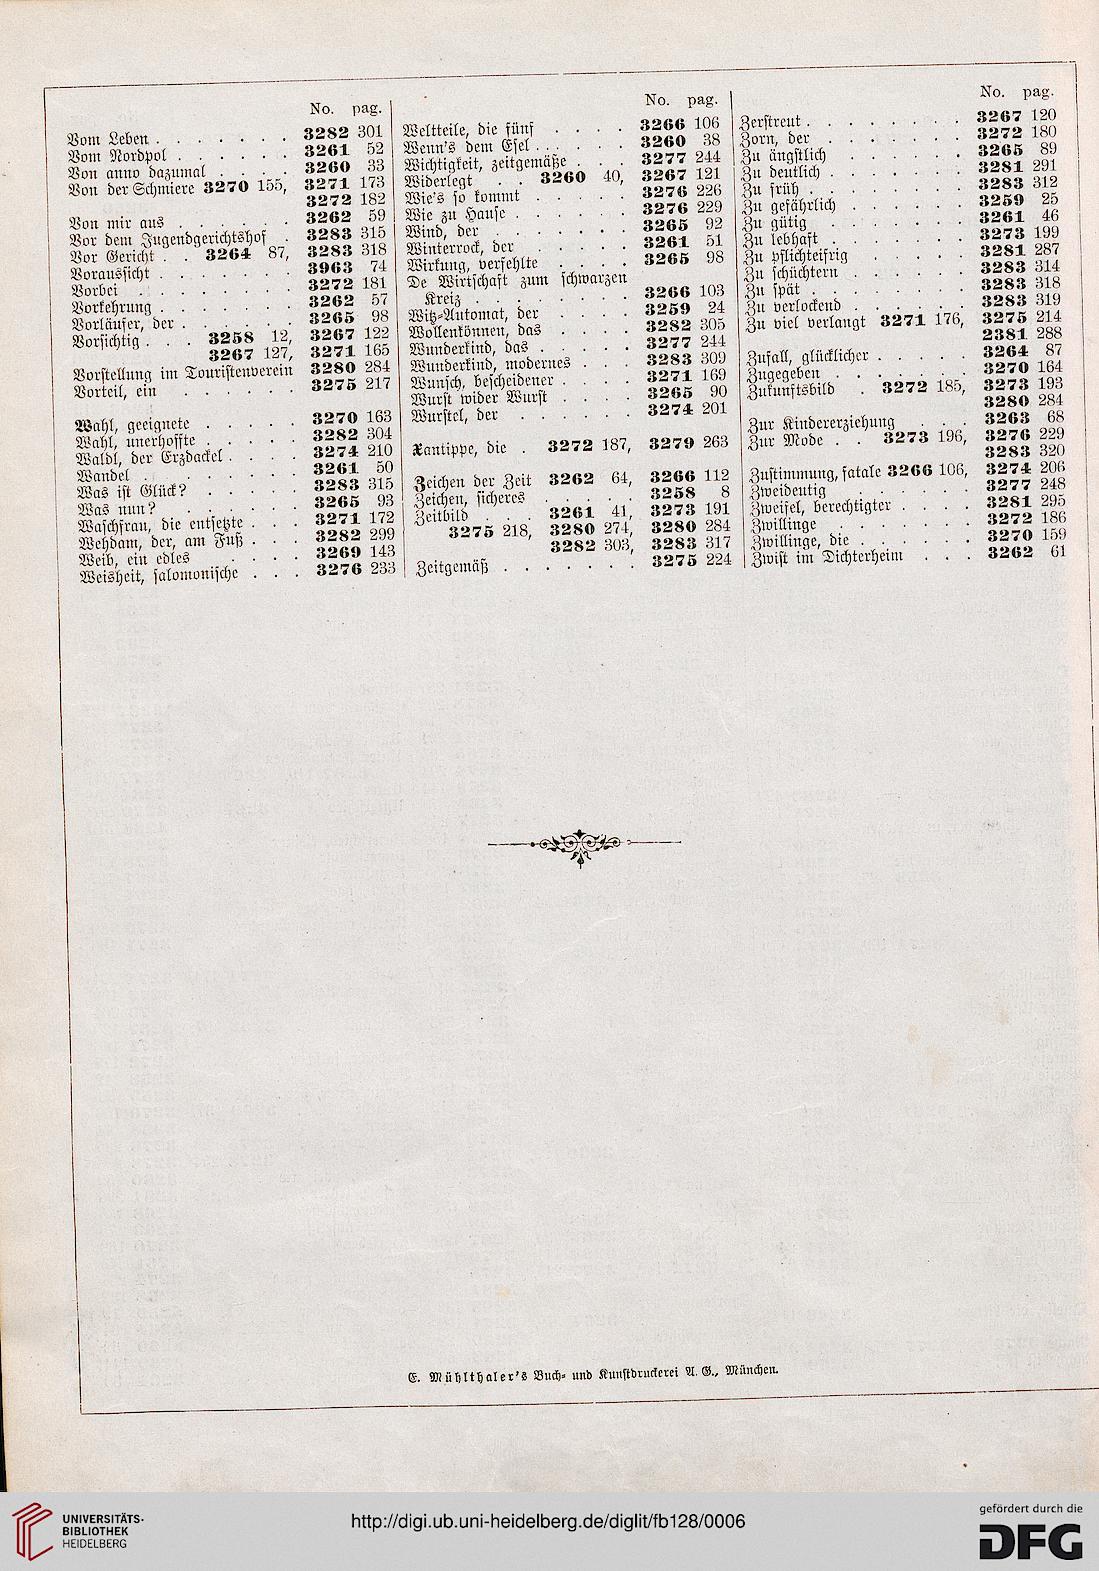 No. pag.
Vom Leben . . . . . . 3282 301
Vom Nordpol . . . . . . 3261 52
Von anno dazumal . . . . 3260 33
Von der Schmiere 3270 155, 3271 173
3272 182
Von mir aus . . . . . . 3262 59
Vor dem Jugendgerichtshof . 3283 315
Vor Gericht . . 3264 87, 3283 318
Voraussicht . . . . . . . 3963 74
Vorbei . . . . . . . . 3272 181
Vorkehrung . . . . . . . 3262 57
Vorläufer, der . . . . . . 3265 98
Vorsichtig . . . 3258 12, 3267 122
3267 127, 3271 165
Vorstellung im Touristenverein 3280 284
Vorteil, ein . . . . . . 3275 217
Wahl, geeignete . . . . . 3270 163
Wahl, unerhoffte . . . . . 3282 304
Waldl, der Erzdackel . . . . 3274 210
Wandel . . . . . . . . 3261 50
Was ist Glück? . . . . . 3283 315
Was nun? . . . . . . . 3265 93
Waschfrau, die entsetzte . . . 3271 172
Wehdam, der, am Fuß . . . 3282 299
Weib, ein edles . . . . 3269 143
Weisheit, salomonische . . . 3276 233
No. pag.
Weltteile, die fünf . . . . 3266 106
Wenn's dem Esel . . . . . . 3260 38
Wichtigkeit, zeitgemäße . . . 3277 244
Widerlegt . . 3260 40, 3267 121
Wie's so kommt . . . . . 3276 226
Wie zu Hause . . . . . . 3276 229
Wind, der . . . . . . . 3265 92
Winterrock, der . . . . . 3261 51
Wirkung, verfehlte . . . . 3265 98
De Wirtschaft zum schwarzen
Kreiz . . . . . . . . 3266 103
Witz-Automat, der . . . . 3259 24
Wollenkönnen, das . . . . 3282 305
Wunderkind, das . . . . . 3277 244
Wunderkind, modernes . . . 3283 309
Wunsch, bescheidener . . . . 3271 169
Wurst wider Wurst . . . . 3265 90
Wurstel, der . . . . . . 3274 201
Xantippe, die . 3272 187, 3279 263
Zeichen der Zeit 3262 64, 3266 112
Zeichen, sicheres . . . . . 3258 8
Zeitbild . . . . 3261 41, 3273 191
3275 218, 3280 274, 3280 284
3282 303, 3283 317
Zeitgemäß . . . . . . . 3275 224
No. pag.
Zerstreut . . . . . . . . 3267 120
Zorn, der . . . . . . . 3272 180
Zu ängstlich . . . . . . 3265 89
Zu deutlich . . . . . . . 3281 291
Zu früh . . . . . . . . 3283 312
Zu gefährlich . . . . . . 3259 25
Zu gütig . . . . . . . 3261 46
Zu lebhaft . . . . . . . 3273 199
Zu pflichteifrig . . . . . 3281 287
Zu schüchtern . . . . . . 3283 314
Zu spät . . . . . . . . 3283 318
Zu verlockend . . . . . . 3283 319
Zu viel verlangt 3271 176, 3275 214
2381 288
Zufall, glücklicher . . . . . 3264 87
Zugegeben . . . . . . . 3270 164
Zukunftsbild . 3272 185, 3273 193
3280 284
Zur Kindererziehung . . . 3263 68
Zur Mode . . 3273 196, 3276 229
3283 320
Zustimmung, fatale 3266 106, 3274 206
Zweideutig . . . . . . . 3277 248
Zweifel, berechtigter . . . . 3281 295
Zwillinge . . . . . . . 3272 186
Zwillinge, die . . . . . . 3270 159
Zwist im Dichterheim . . . 3262 61
E. Mühlthaler's Buch- und Kunstdruckerei A. G., München.
UNIVERSITÄTS-
BIBLIOTHEK
HEIDELBERG
http://digi.ub.uni-heidelberg.de/diglit/fb128/0006
gefördert durch die
DFG